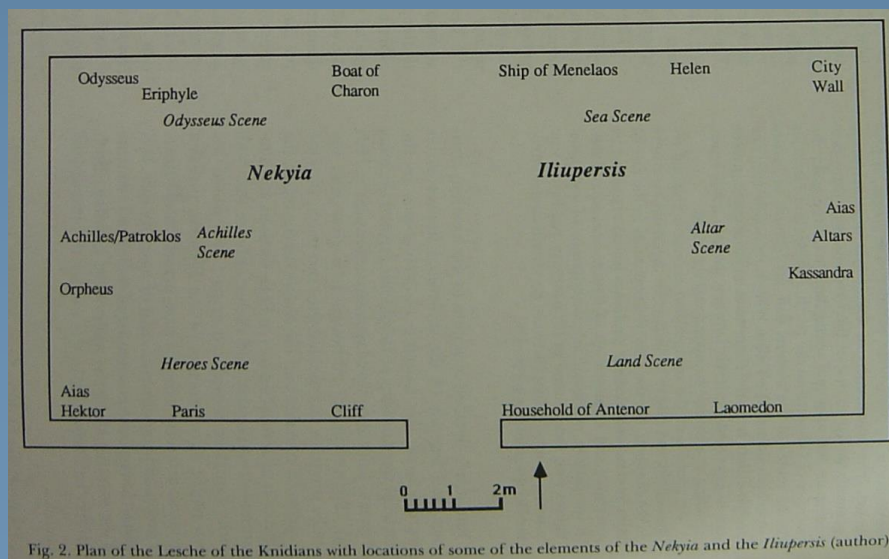 Odysseus
Eriphyle
Boat of
Charon
Ship of Menelaos
Helen
City
Wall
Odysseus Scene
Sea Scene
Nekyia
Iliupersis
Achilles/Patroklos
Achilles
Scene
Orpheus
Altar
Scene
Aias
Altars
Kassandra
Heroes Scene
Land Scene
Aias
Hektor
Paris
Cliff
Household of Antenor
Laomedon
0 1 2m
Fig. 2. Plan of the Lesche of the Knidians with locations of some of the elements of the Nekyia and the Iliupersis (author)